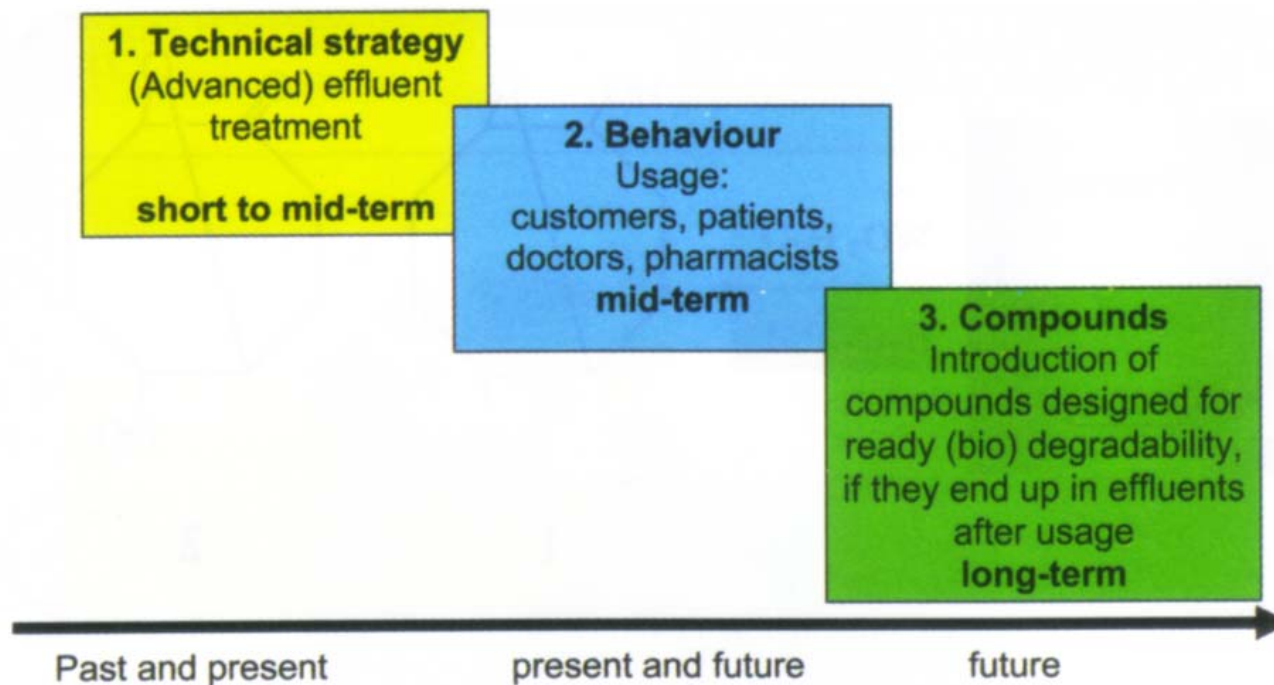 1. Technical strategy
(Advanced) effluent
treatment
short to mid-term
2. Behaviour
Usage:
customers, patients,
doctors, pharmacists
mid-term
3. Compounds
Introduction of
compounds designed for
ready (bio) degradability,
if they end up in effluents
after usage
long-term
Past and present
present and future
future